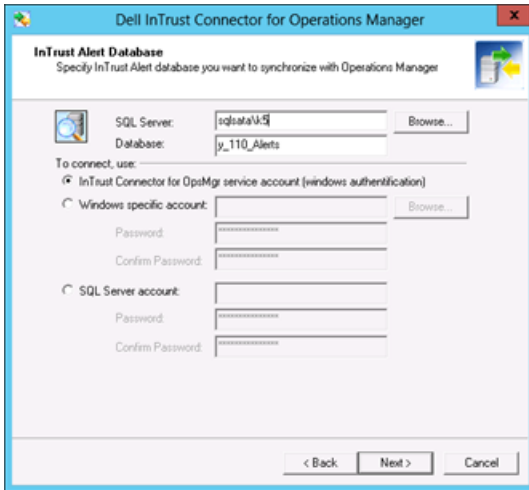 Dell InTrust Connector for Operations Manager
x
InTrust Alert Database
Specify InTrust Alert database you want to synchronize with Operations Manager
SQL Server: sqlsata\k5 Browse...
Database: y_110_Alerts
To connect, use:
InTrust Connector for OpsMgr service account (windows authentification)
Windows specific account: Browse...
Password: ***************
Confirm Password: ***************
SQL Server account:
Password: ***************
Confirm Password: ***************
< Back Next > Cancel